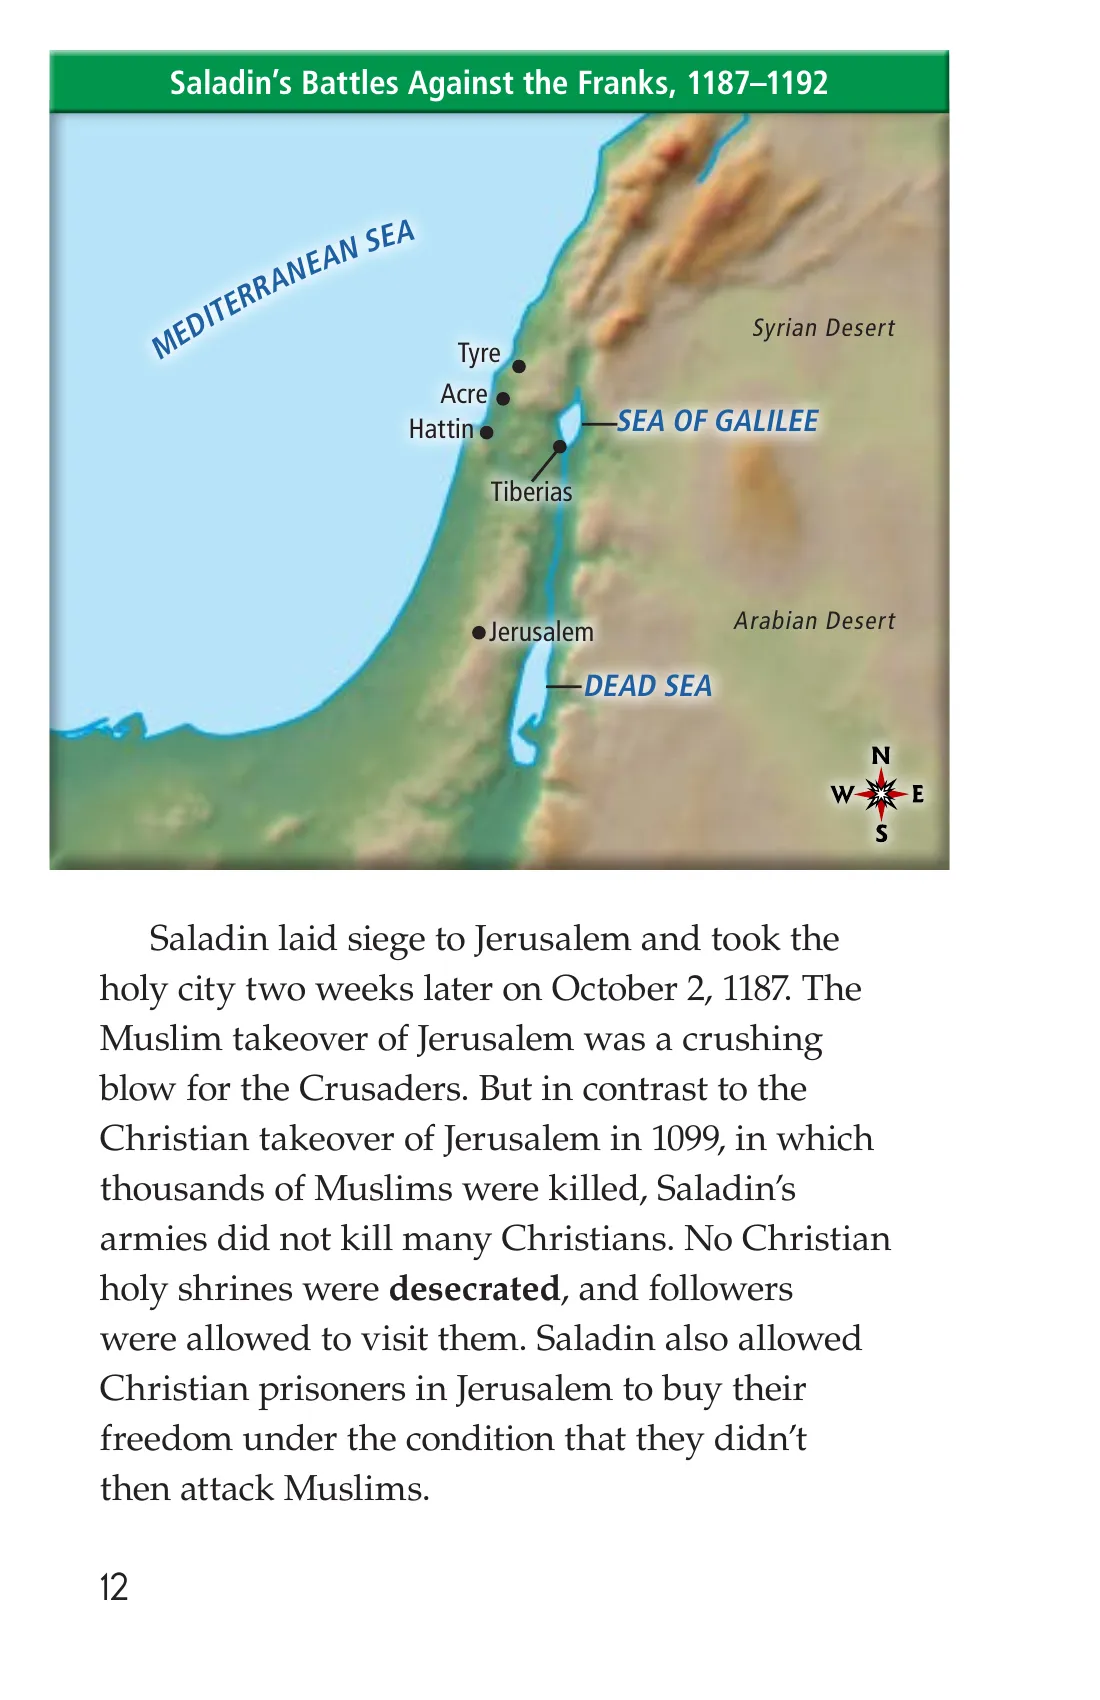 Saladin’s Battles Against the Franks, 1187–1192
MEDITERRANEAN SEA
Syrian Desert
Tyre
Acre
Hattin
SEA OF GALILEE
Tiberias
Jerusalem
Arabian Desert
DEAD SEA
N
W E
S
Saladin laid siege to Jerusalem and took the
holy city two weeks later on October 2, 1187. The
Muslim takeover of Jerusalem was a crushing
blow for the Crusaders. But in contrast to the
Christian takeover of Jerusalem in 1099, in which
thousands of Muslims were killed, Saladin’s
armies did not kill many Christians. No Christian
holy shrines were desecrated, and followers
were allowed to visit them. Saladin also allowed
Christian prisoners in Jerusalem to buy their
freedom under the condition that they didn’t
then attack Muslims.
12